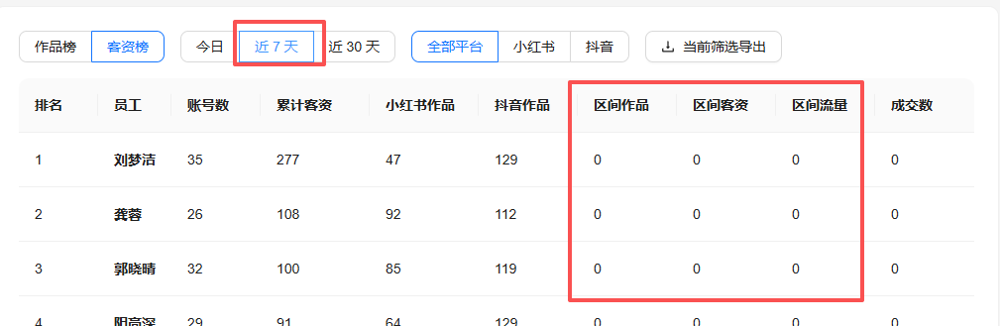 作品榜 客资榜 今日 近 7 天 近 30 天 全部平台 小红书 抖音 当前筛选导出
排名 员工 账号数 累计客资 小红书作品 抖音作品 区间作品 区间客资 区间流量 成交数
1 刘梦洁 35 277 47 129 0 0 0 0
2 龚蓉 26 108 92 112 0 0 0 0
3 郭晓晴 32 100 85 119 0 0 0 0
4 阳高深 29 91 64 129 0 0 0 0